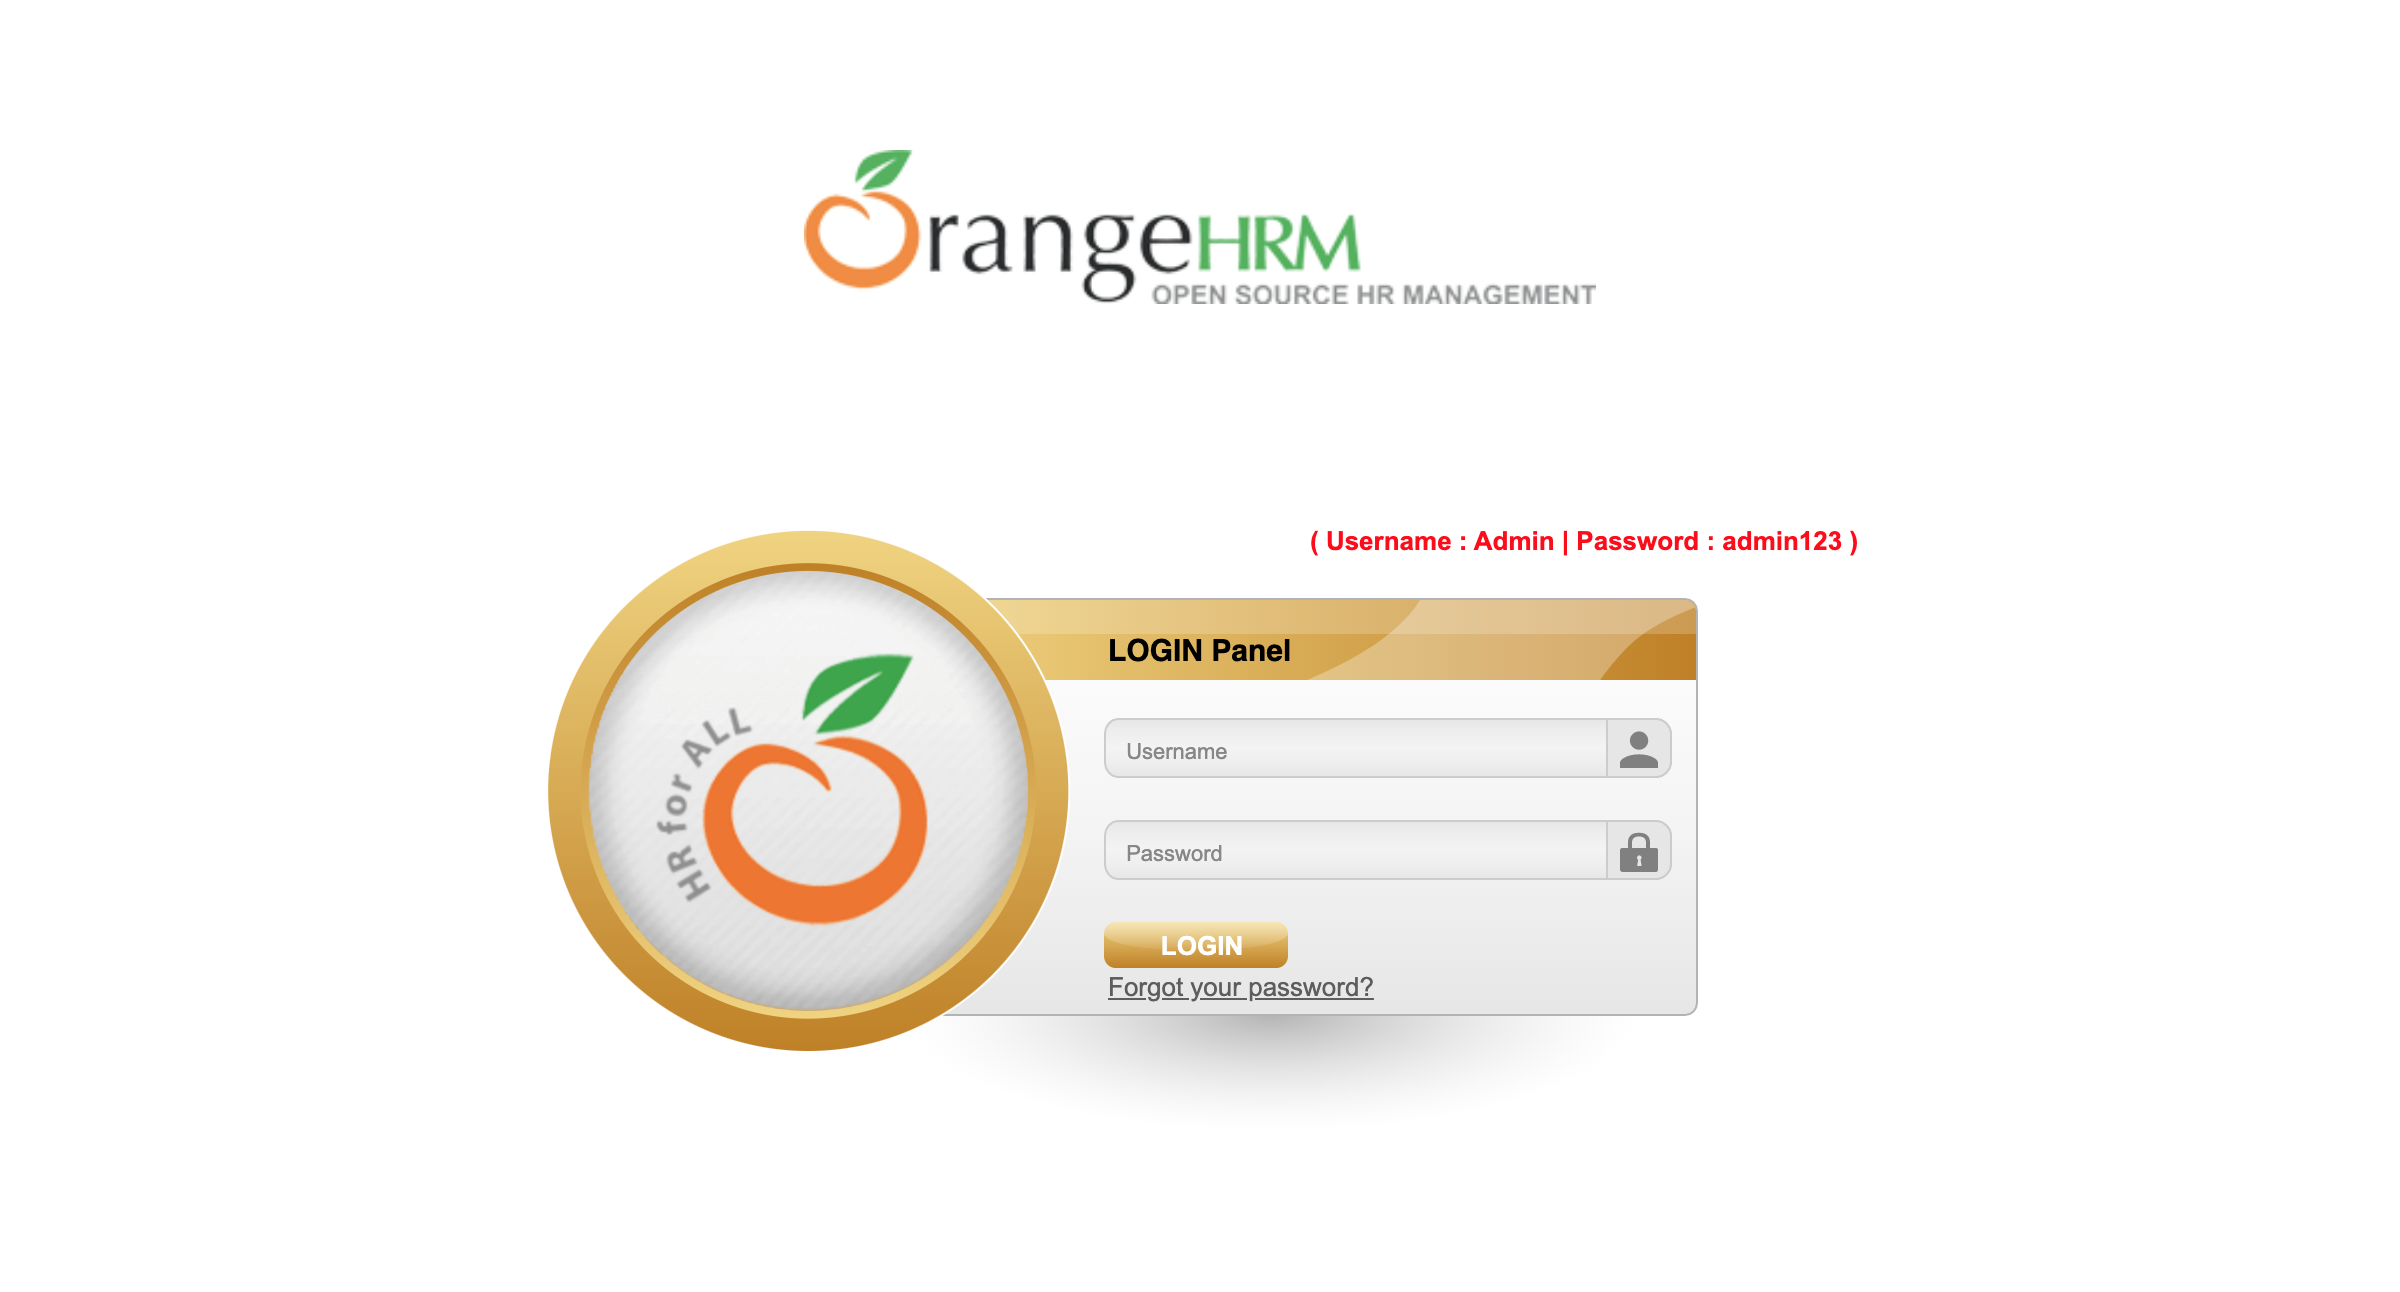 OrangeHRM
OPEN SOURCE HR MANAGEMENT
( Username : Admin | Password : admin123 )
HR for ALL
LOGIN Panel
Username
Password
LOGIN
Forgot your password?